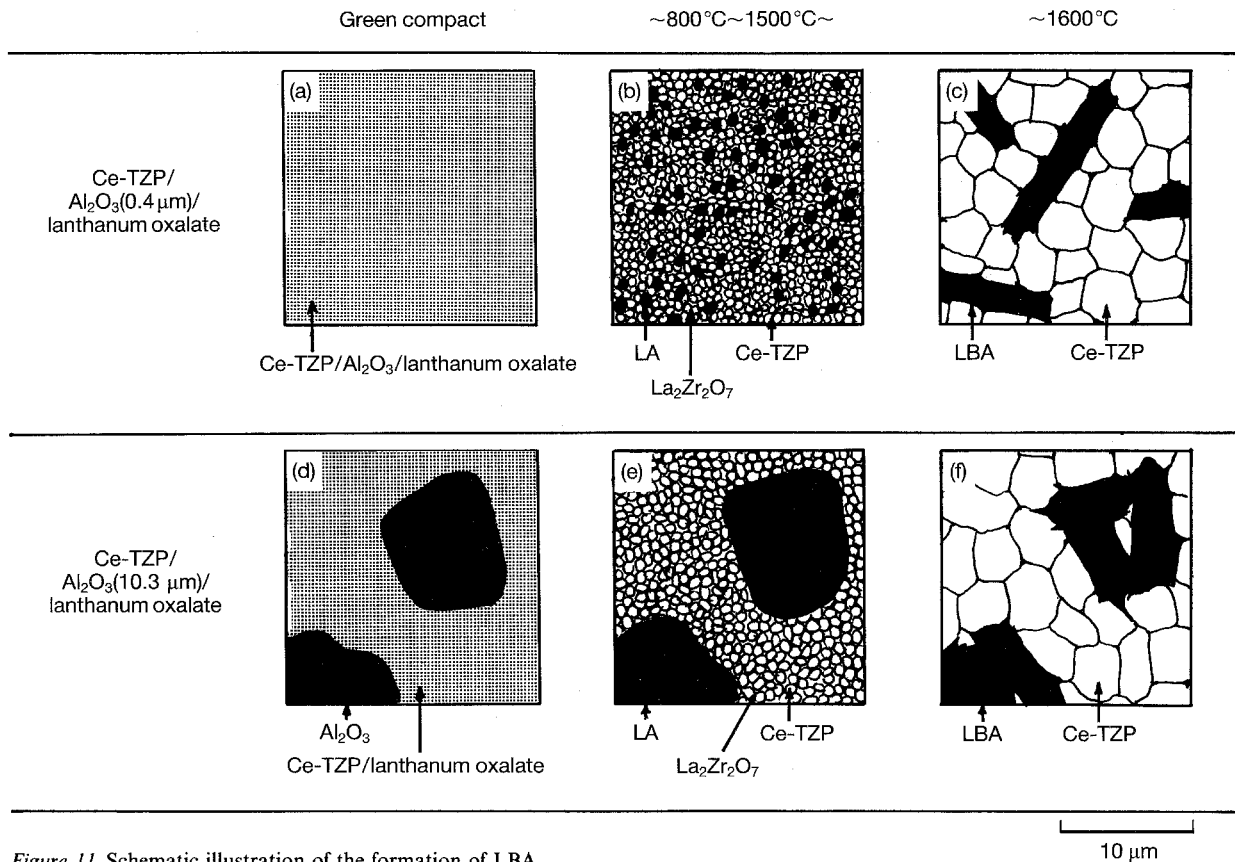 Green compact
~800°C~1500°C~
~1600°C
Ce-TZP/
Al₂O₃(0.4 μm)/
lanthanum oxalate
(a)
(b)
(c)
Ce-TZP/Al₂O₃/lanthanum oxalate
LA
Ce-TZP
La₂Zr₂O₇
LBA
Ce-TZP
Ce-TZP/
Al₂O₃(10.3 μm)/
lanthanum oxalate
(d)
(e)
(f)
Al₂O₃
Ce-TZP/lanthanum oxalate
LA
Ce-TZP
La₂Zr₂O₇
LBA
Ce-TZP
10 μm
Figure 11 Schematic illustration of the formation of LBA